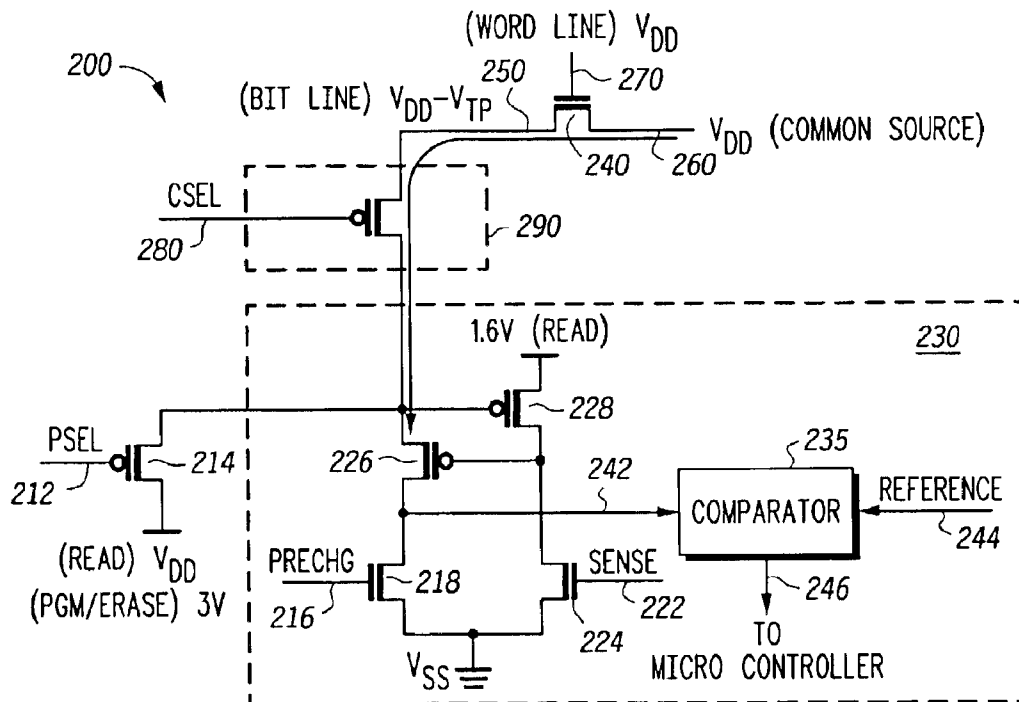 (WORD LINE) VDD
200
250
270
(BIT LINE) VDD-VTP
240
VDD (COMMON SOURCE)
260
CSEL
280
290
1.6V (READ)
230
228
PSEL
214
226
235
212
242
COMPARATOR
REFERENCE
244
(READ) VDD
(PGM/ERASE) 3V
PRECHG
218
SENSE
216
222
224
246
VSS
TO
MICRO CONTROLLER